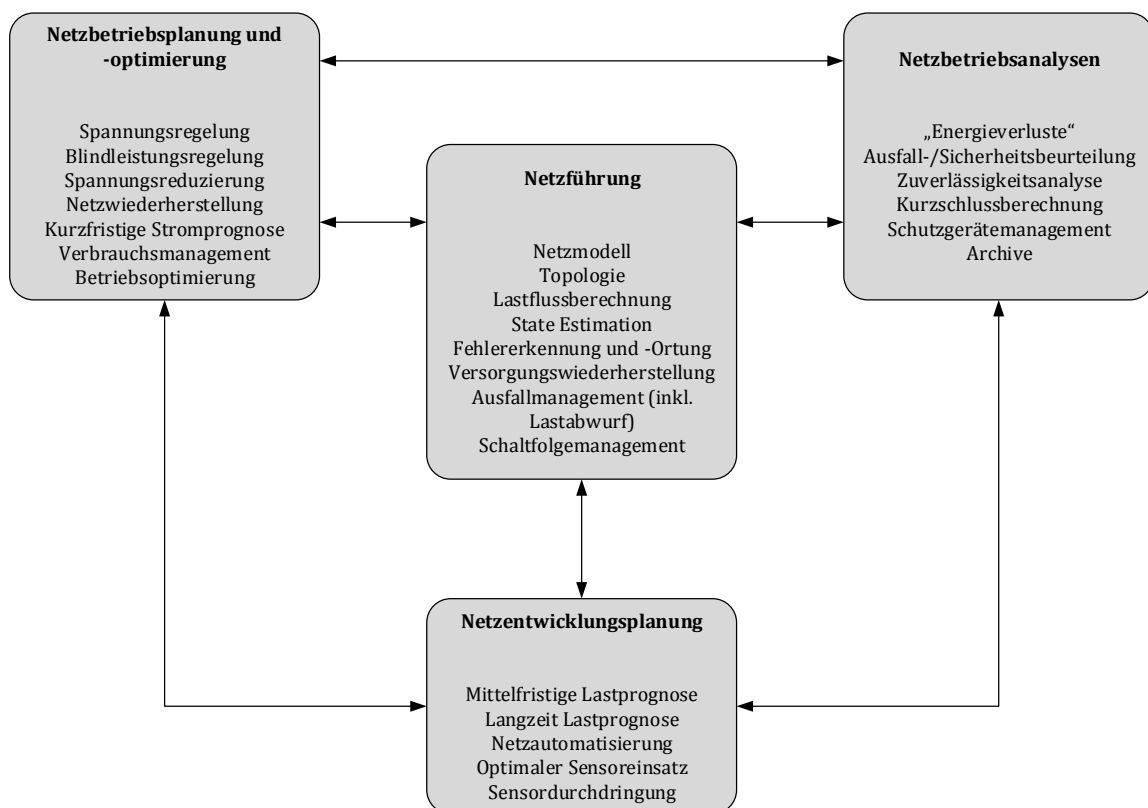 Netzbetriebsplanung und
-optimierung
Spannungsregelung
Blindleistungsregelung
Spannungsreduzierung
Netzwiederherstellung
Kurzfristige Stromprognose
Verbrauchsmanagement
Betriebsoptimierung
Netzbetriebsanalysen
„Energieverluste“
Ausfall-/Sicherheitsbeurteilung
Zuverlässigkeitsanalyse
Kurzschlussberechnung
Schutzgerätemanagement
Archive
Netzführung
Netzmodell
Topologie
Lastflussberechnung
State Estimation
Fehlererkennung und -Ortung
Versorgungswiederherstellung
Ausfallmanagement (inkl.
Lastabwurf)
Schaltfolgemanagement
Netzentwicklungsplanung
Mittelfristige Lastprognose
Langzeit Lastprognose
Netzautomatisierung
Optimaler Sensoreinsatz
Sensordurchdringung